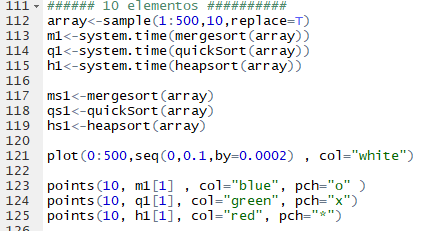 111 ###### 10 elementos ##########
112 array<-sample(1:500,10,replace=T)
113 m1<-system.time(mergesort(array))
114 q1<-system.time(quickSort(array))
115 h1<-system.time(heapsort(array))
116
117 ms1<-mergesort(array)
118 qs1<-quickSort(array)
119 hs1<-heapsort(array)
120
121 plot(0:500,seq(0,0.1,by=0.0002) , col="white")
122
123 points(10, m1[1] , col="blue", pch="o" )
124 points(10, q1[1], col="green", pch="x")
125 points(10, h1[1], col="red", pch="*")